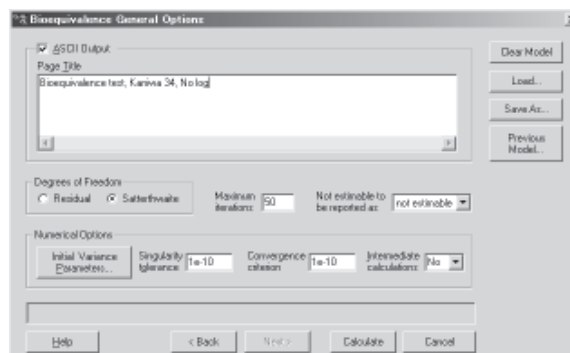 Bioequivalence General Options
ASCII Output
Page Title
Bioequivalence test, Kaniwa 34, No log
Clear Model
Load...
Save As...
Previous Model...
Degrees of Freedom
Residual
Satterthwaite
Maximum iterations
50
Not estimable to be reported as
not estimable
Numerical Options
Initial Variance Parameters...
Singularity tolerance
1e-10
Convergence criterion
1e-10
Intermediate calculations
No
Help
< Back
Next >
Calculate
Cancel